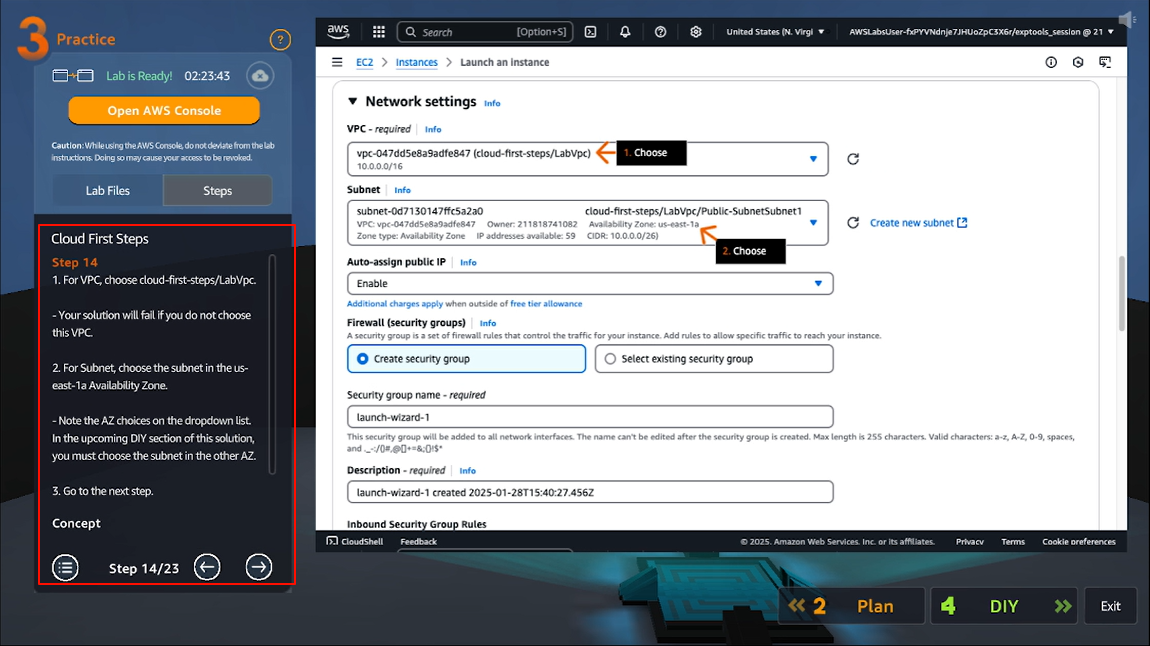 3 Practice
?
Lab is Ready! 02:23:43
Open AWS Console
Caution: While using the AWS Console, do not deviate from the lab
instructions. Doing so may cause your access to be revoked.
Lab Files Steps
Cloud First Steps
Step 14
1. For VPC, choose cloud-first-steps/LabVpc.
- Your solution will fail if you do not choose
this VPC.
2. For Subnet, choose the subnet in the us-
east-1a Availability Zone.
- Note the AZ choices on the dropdown list.
In the upcoming DIY section of this solution,
you must choose the subnet in the other AZ.
3. Go to the next step.
Concept
Step 14/23
aws Search [Option+S] United States (N. Virgi AWSLabsUser-fxPYVNdnje7JHUoZpC3X6r/exptools_session @ 21
EC2 > Instances > Launch an instance
Network settings Info
VPC - required Info
vpc-047dd5e8a9adfe847 (cloud-first-steps/LabVpc)
10.0.0.0/16
1. Choose
Subnet Info
subnet-0d7130147ffc5a2a0 cloud-first-steps/LabVpc/Public-SubnetSubnet1
VPC: vpc-047dd5e8a9adfe847 Owner: 211818741082 Availability Zone: us-east-1a
Zone type: Availability Zone IP addresses available: 59 CIDR: 10.0.0.0/26)
Create new subnet
2. Choose
Auto-assign public IP Info
Enable
Additional charges apply when outside of free tier allowance
Firewall (security groups) Info
A security group is a set of firewall rules that control the traffic for your instance. Add rules to allow specific traffic to reach your instance.
Create security group Select existing security group
Security group name - required
launch-wizard-1
This security group will be added to all network interfaces. The name can't be edited after the security group is created. Max length is 255 characters. Valid characters: a-z, A-Z, 0-9, spaces,
and ._-:/()#,@[]+=&;{}!$*
Description - required Info
launch-wizard-1 created 2025-01-28T15:40:27.456Z
Inbound Security Group Rules
CloudShell Feedback © 2025, Amazon Web Services, Inc. or its affiliates. Privacy Terms Cookie preferences
2 Plan
4 DIY
Exit